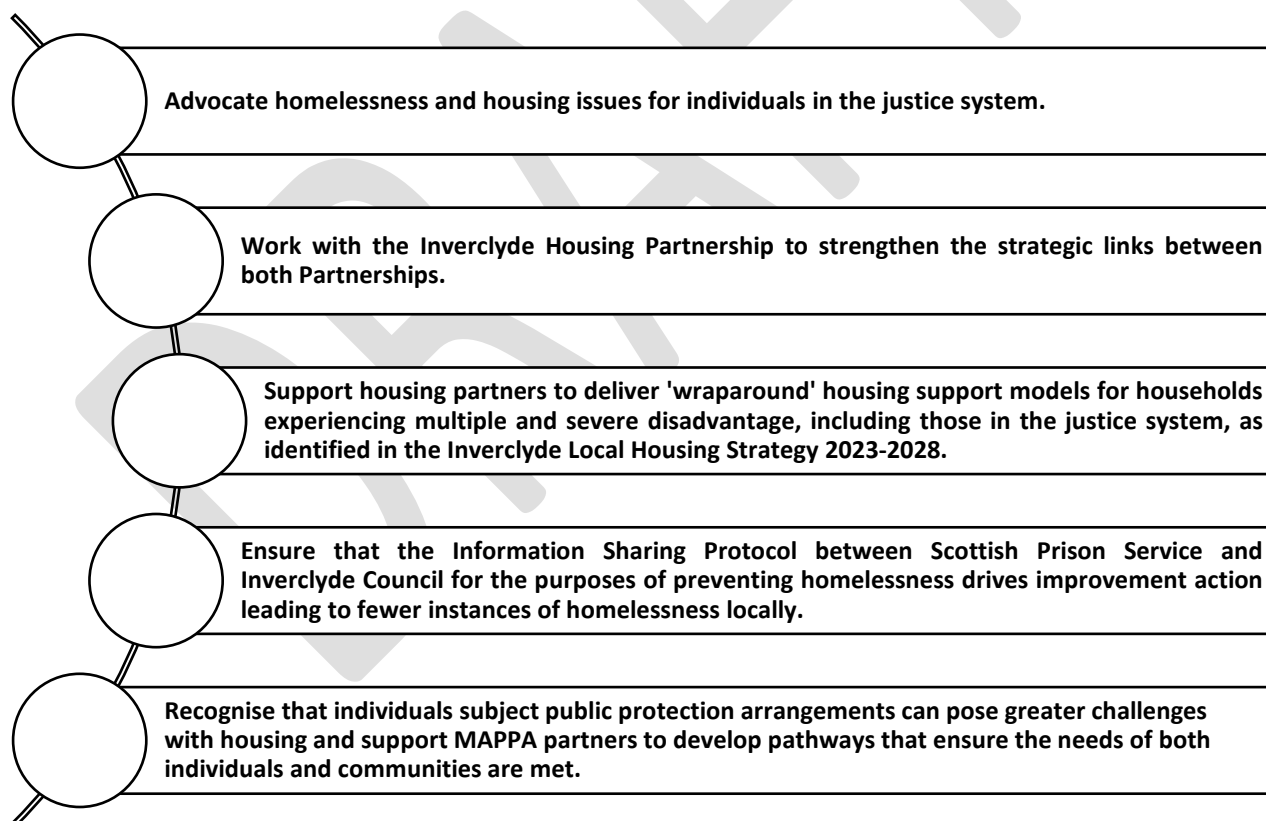 Advocate homelessness and housing issues for individuals in the justice system.
Work with the Inverclyde Housing Partnership to strengthen the strategic links between
both Partnerships.
Support housing partners to deliver 'wraparound' housing support models for households
experiencing multiple and severe disadvantage, including those in the justice system, as
identified in the Inverclyde Local Housing Strategy 2023-2028.
Ensure that the Information Sharing Protocol between Scottish Prison Service and
Inverclyde Council for the purposes of preventing homelessness drives improvement action
leading to fewer instances of homelessness locally.
Recognise that individuals subject public protection arrangements can pose greater challenges
with housing and support MAPPA partners to develop pathways that ensure the needs of both
individuals and communities are met.